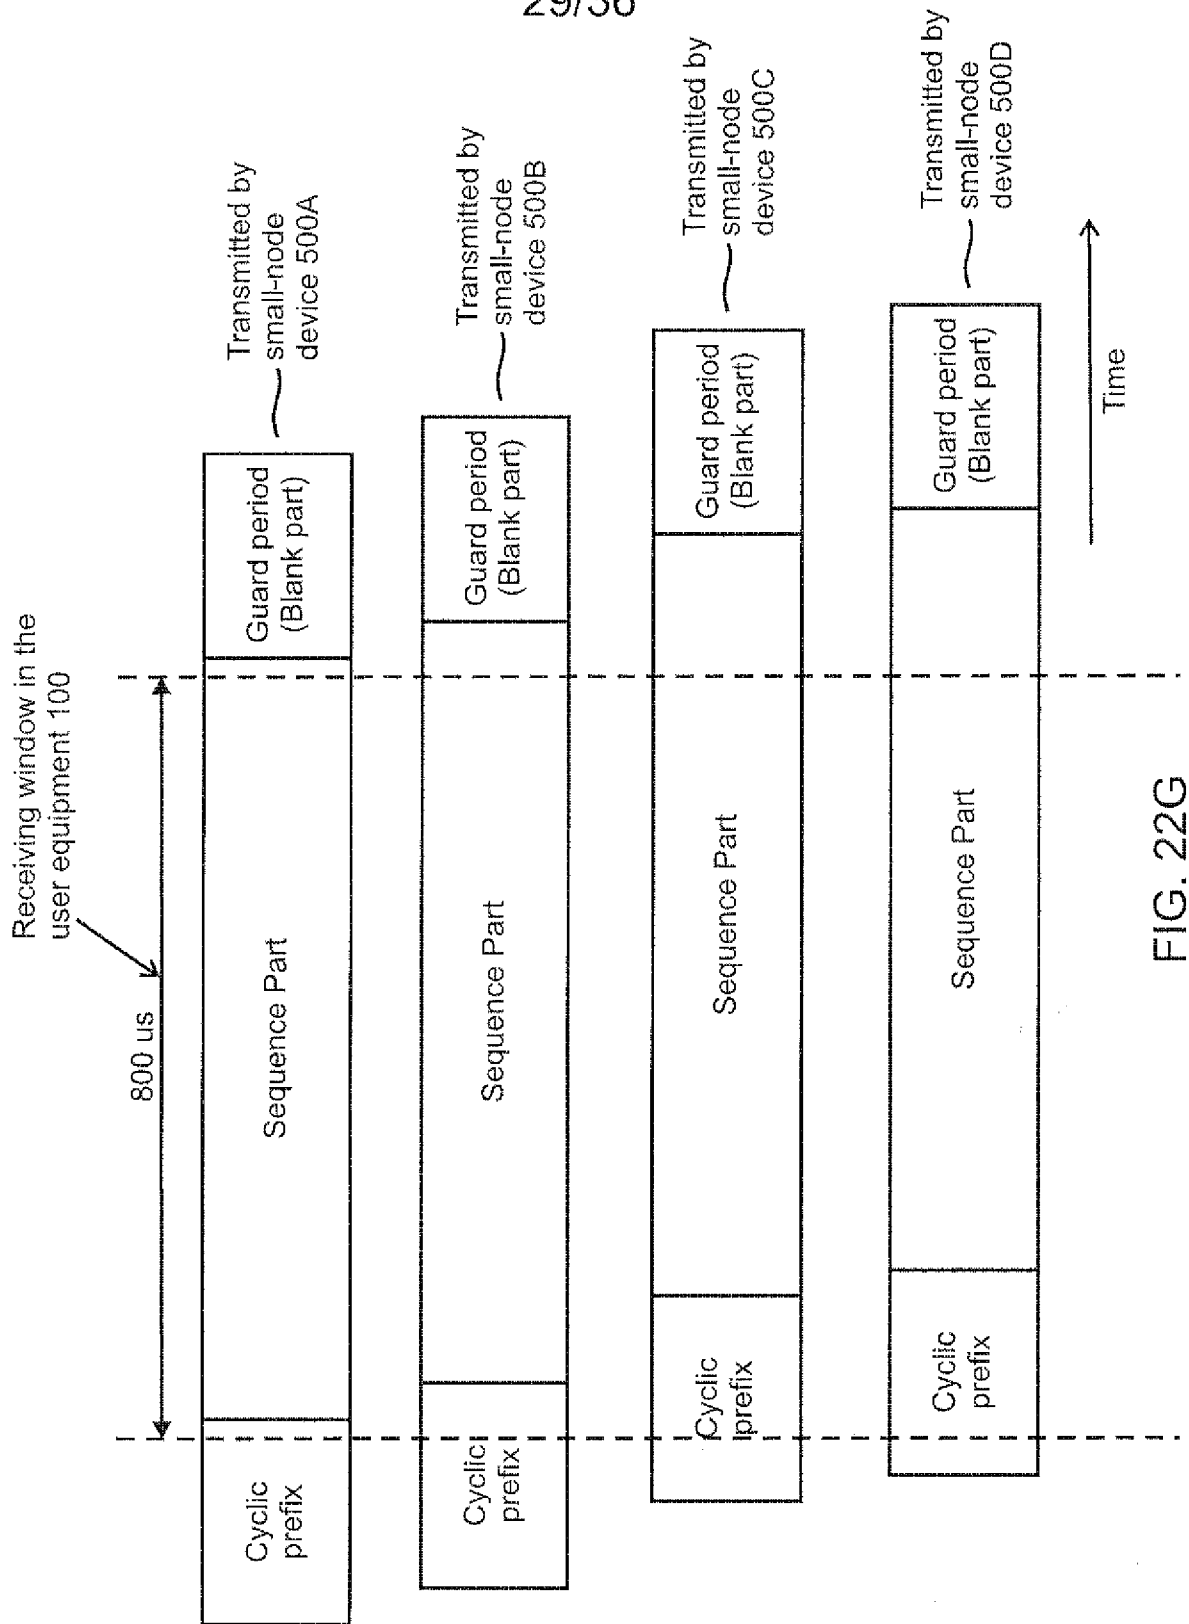 29/36
Receiving window in the
user equipment 100
800 us
Cyclic
prefix
Sequence Part
Guard period
(Blank part)
Transmitted by
small-node
device 500A
Cyclic
prefix
Sequence Part
Guard period
(Blank part)
Transmitted by
small-node
device 500B
Cyclic
prefix
Sequence Part
Guard period
(Blank part)
Transmitted by
small-node
device 500C
Cyclic
prefix
Sequence Part
Guard period
(Blank part)
Transmitted by
small-node
device 500D
Time
FIG. 22G